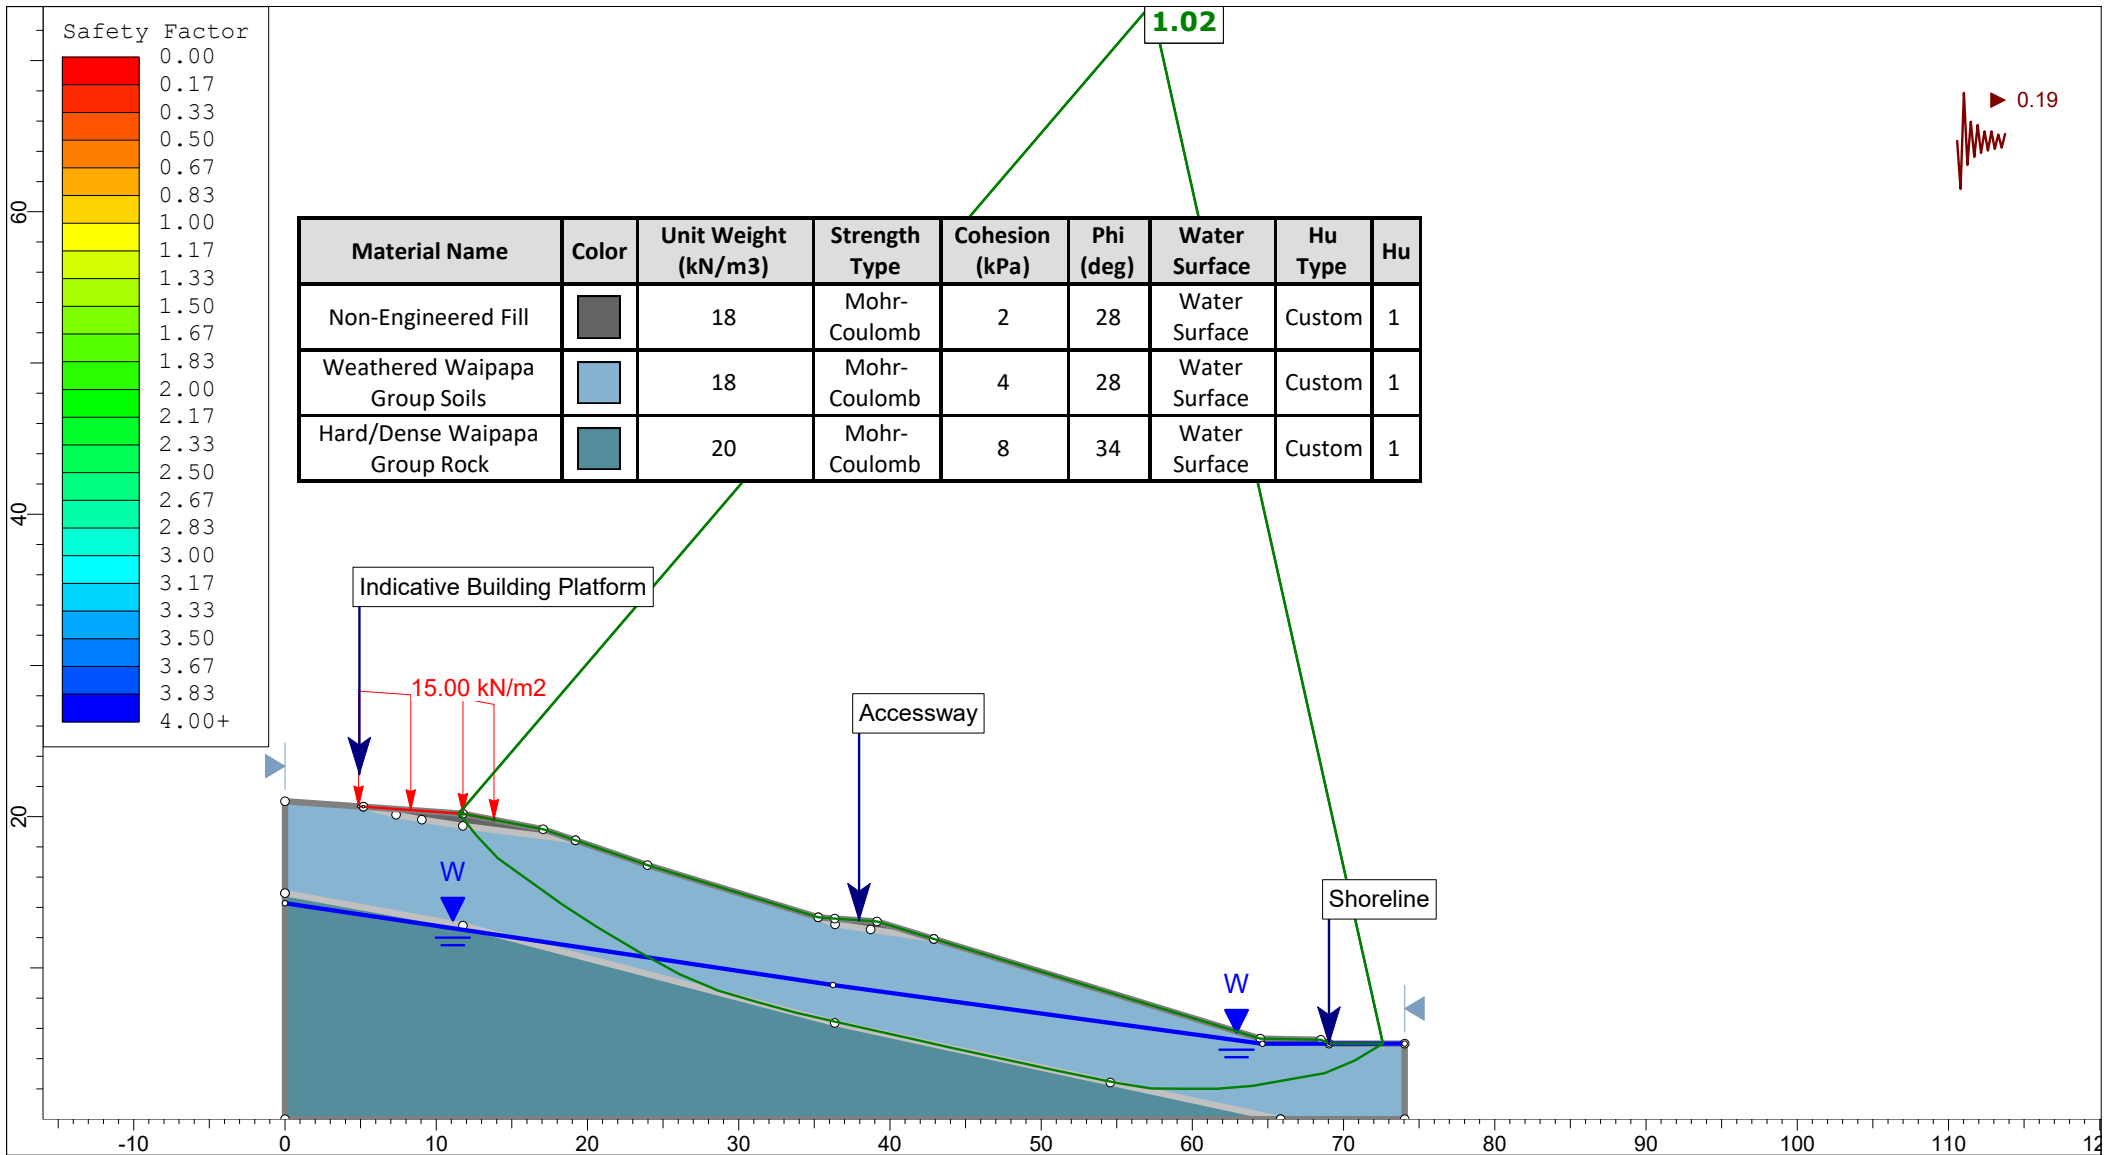 1.02
Safety Factor
0.00
0.17
0.33
0.50
0.67
0.83
1.00
1.17
1.33
1.50
1.67
1.83
2.00
2.17
2.33
2.50
2.67
2.83
3.00
3.17
3.33
3.50
3.67
3.83
4.00+
0.19
Material Name Color Unit Weight (kN/m3) Strength Type Cohesion (kPa) Phi (deg) Water Surface Hu Type Hu
Non-Engineered Fill 18 Mohr-Coulomb 2 28 Water Surface Custom 1
Weathered Waipapa Group Soils 18 Mohr-Coulomb 4 28 Water Surface Custom 1
Hard/Dense Waipapa Group Rock 20 Mohr-Coulomb 8 34 Water Surface Custom 1
Indicative Building Platform
15.00 kN/m2
Accessway
Shoreline
W
W
60
40
20
-10 0 10 20 30 40 50 60 70 80 90 100 110